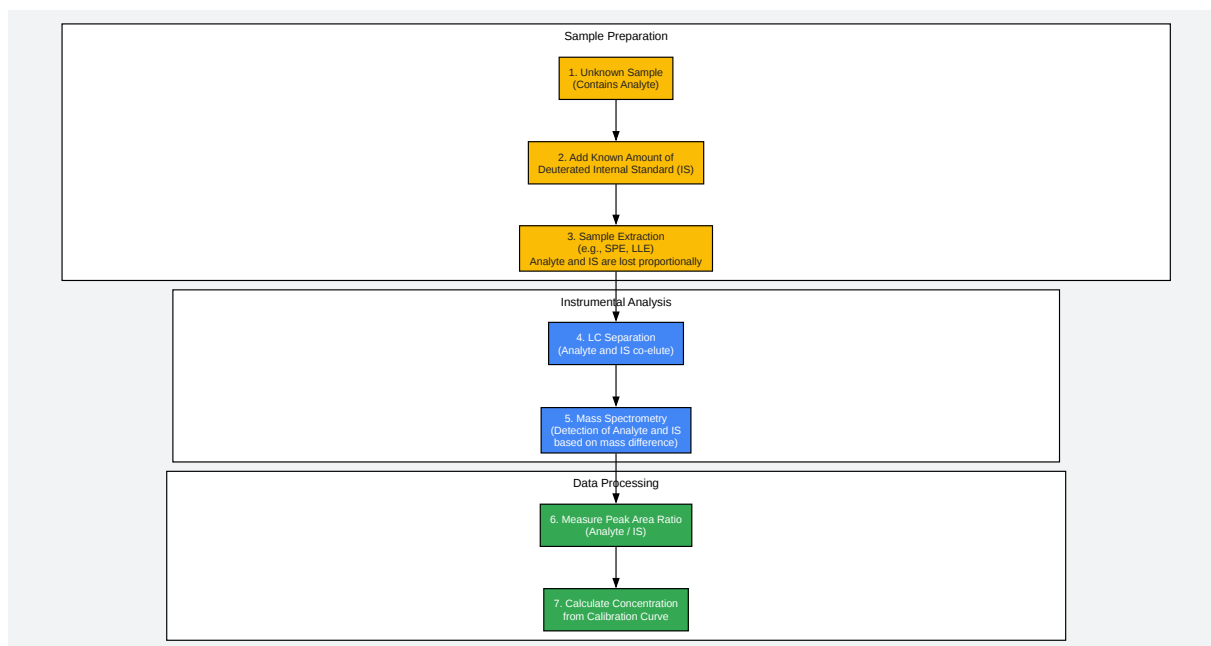 Sample Preparation
1. Unknown Sample
(Contains Analyte)
2. Add Known Amount of
Deuterated Internal Standard (IS)
3. Sample Extraction
(e.g., SPE, LLE)
Analyte and IS are lost proportionally
Instrumental Analysis
4. LC Separation
(Analyte and IS co-elute)
5. Mass Spectrometry
(Detection of Analyte and IS
based on mass difference)
Data Processing
6. Measure Peak Area Ratio
(Analyte / IS)
7. Calculate Concentration
from Calibration Curve